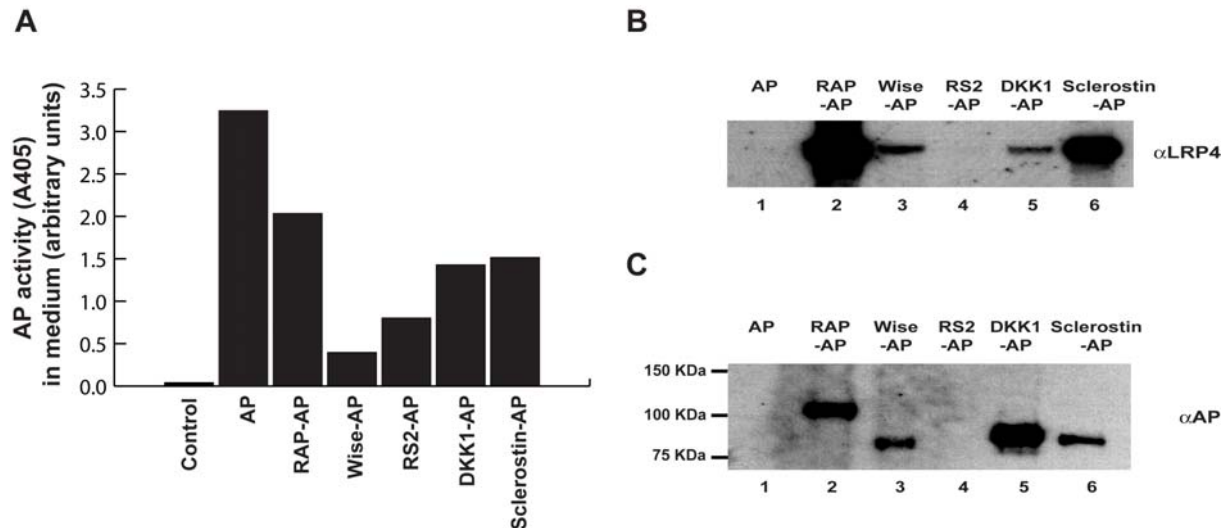 A
AP activity (A405)
in medium (arbitrary units)
3.5
3.0
2.5
2.0
1.5
1.0
0.5
0.0
Control
AP
RAP-AP
Wise-AP
RS2-AP
DKK1-AP
Sclerostin-AP
B
AP RAP Wise RS2 DKK1 Sclerostin
-AP -AP -AP -AP -AP
αLRP4
1 2 3 4 5 6
C
AP RAP Wise RS2 DKK1 Sclerostin
-AP -AP -AP -AP -AP
150 KDa
100 KDa
75 KDa
αAP
1 2 3 4 5 6